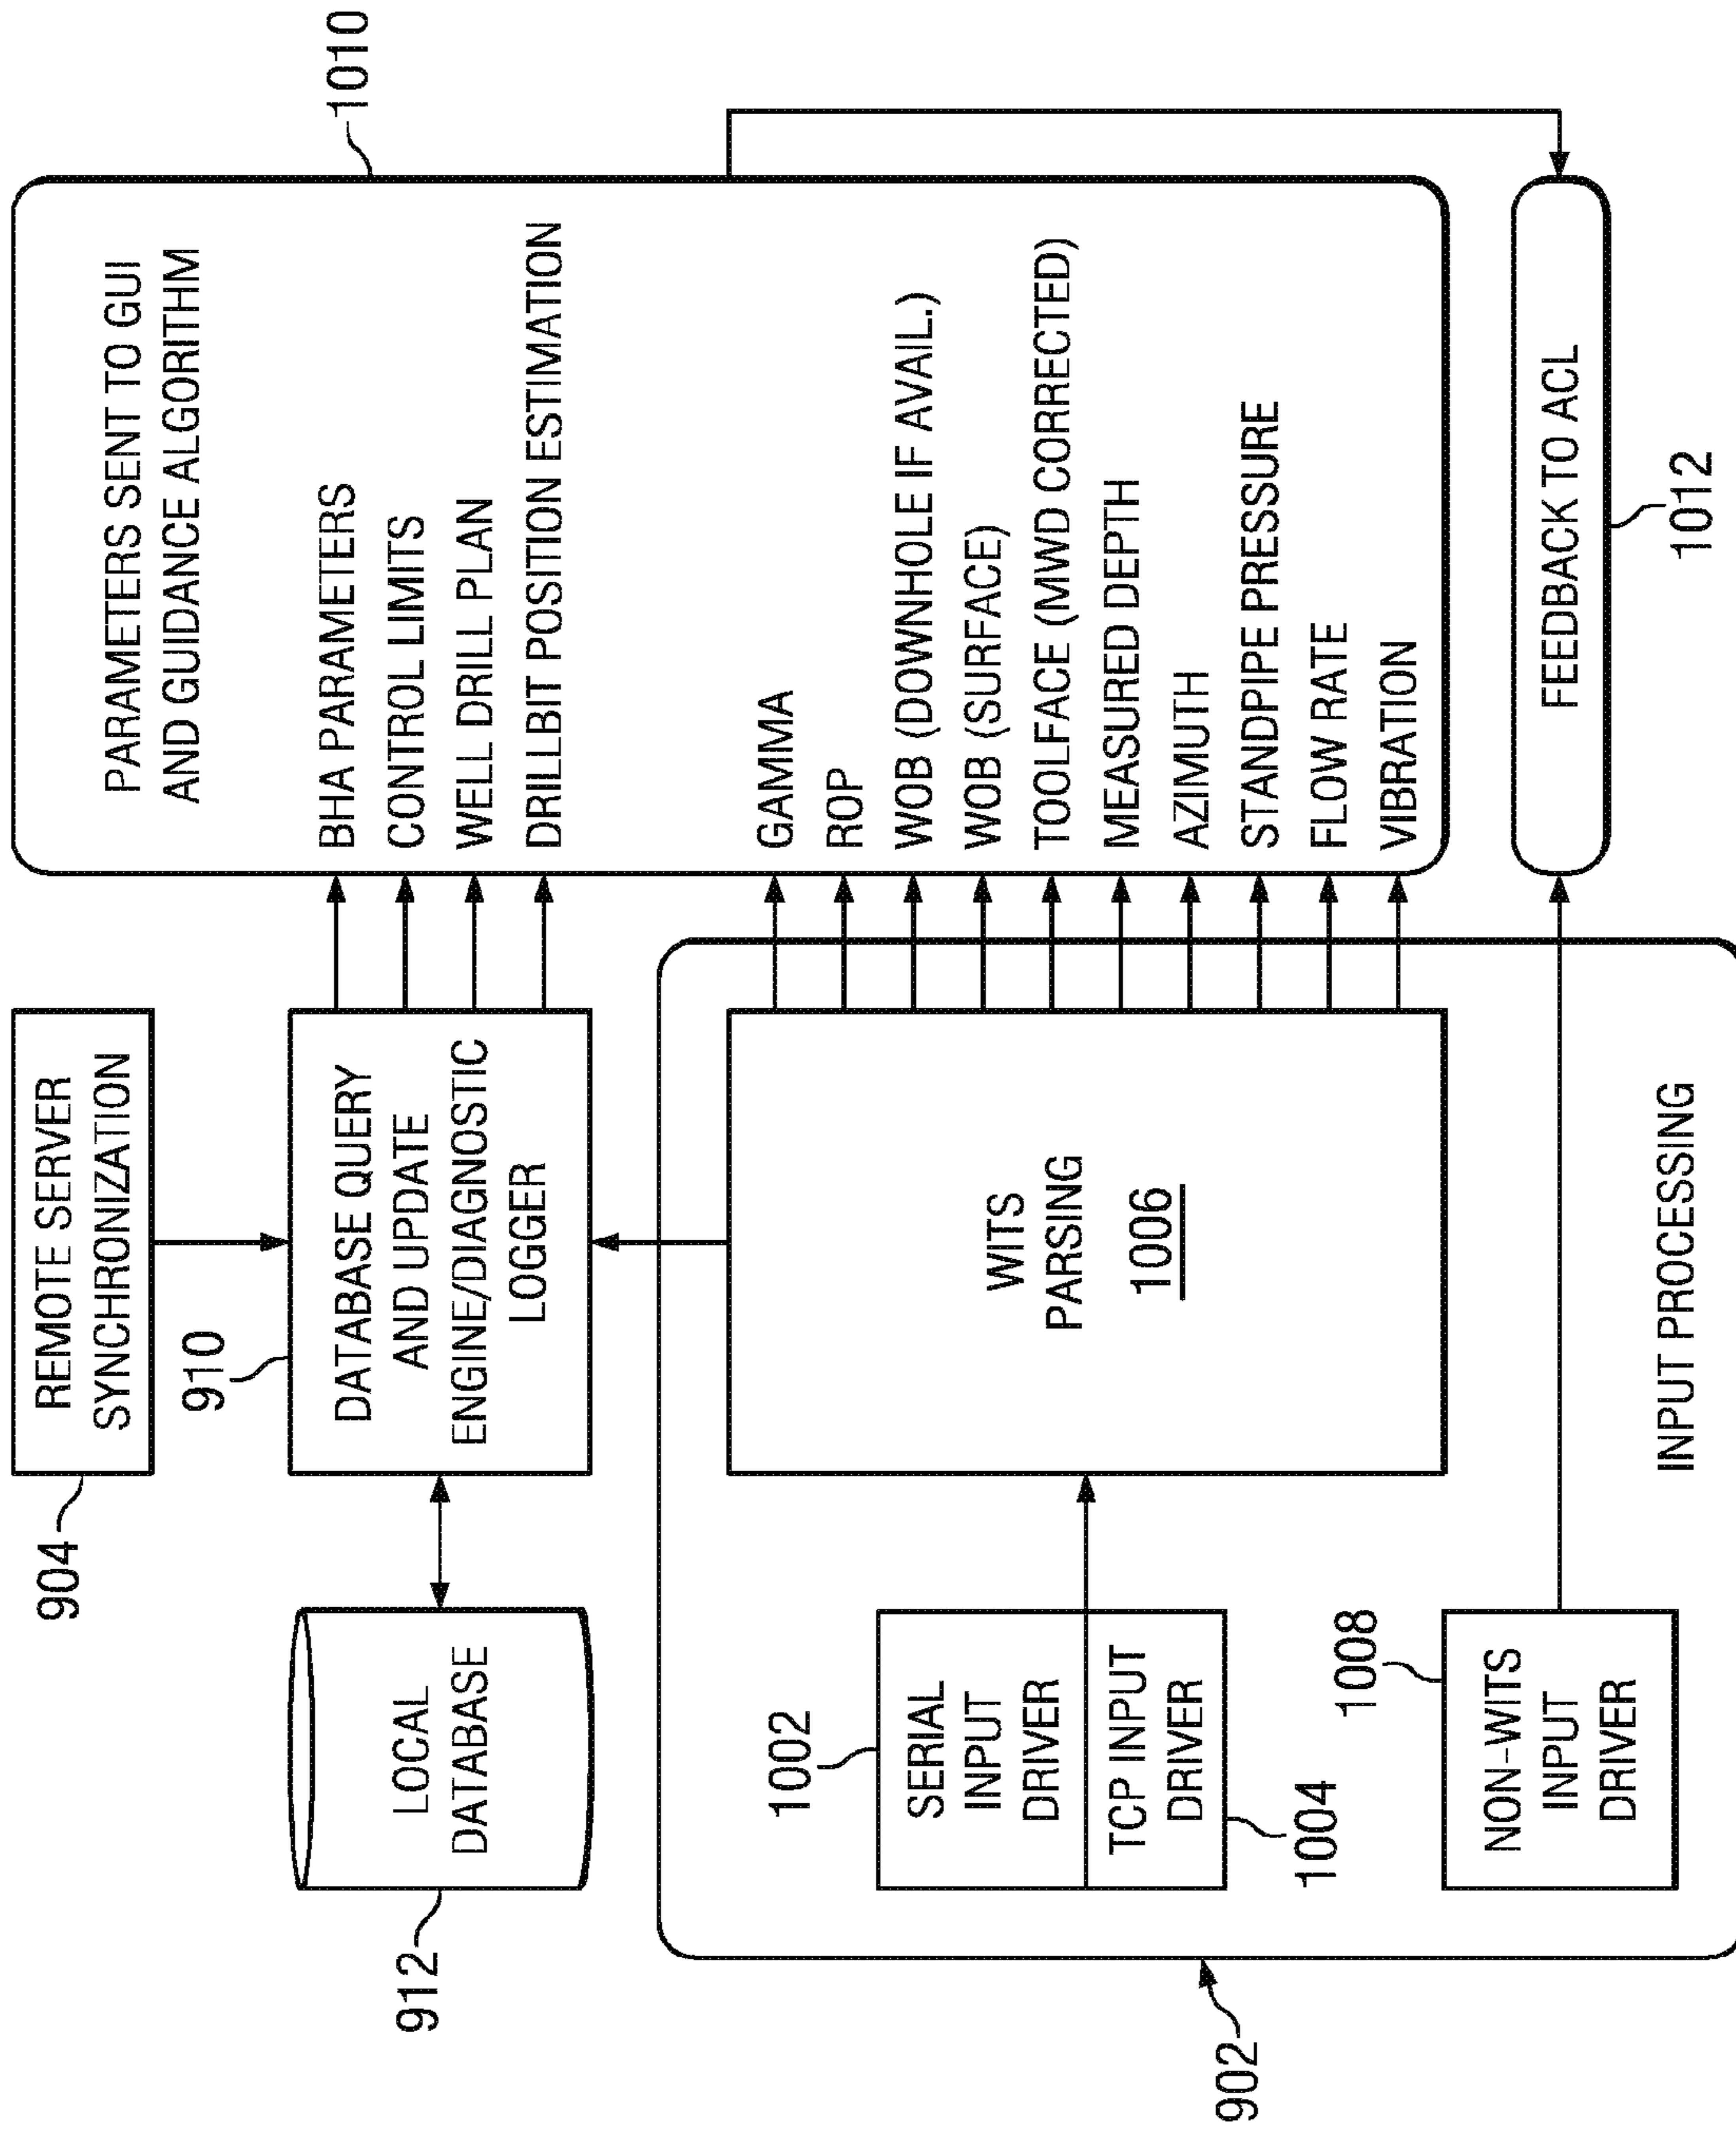 904
REMOTE SERVER
SYNCHRONIZATION
912
LOCAL
DATABASE
910
DATABASE QUERY
AND UPDATE
ENGINE/DIAGNOSTIC
LOGGER
PARAMETERS SENT TO GUI
AND GUIDANCE ALGORITHM
1010
BHA PARAMETERS
CONTROL LIMITS
WELL DRILL PLAN
DRILLBIT POSITION ESTIMATION
GAMMA
ROP
WOB (DOWNHOLE IF AVAIL.)
WOB (SURFACE)
TOOLFACE (MWD CORRECTED)
MEASURED DEPTH
AZIMUTH
STANDPIPE PRESSURE
FLOW RATE
VIBRATION
902
1002
SERIAL
INPUT
DRIVER
TCP INPUT
DRIVER
1004
WITS
PARSING
1006
1008
NON-WITS
INPUT
DRIVER
INPUT PROCESSING
FEEDBACK TO ACL
1012